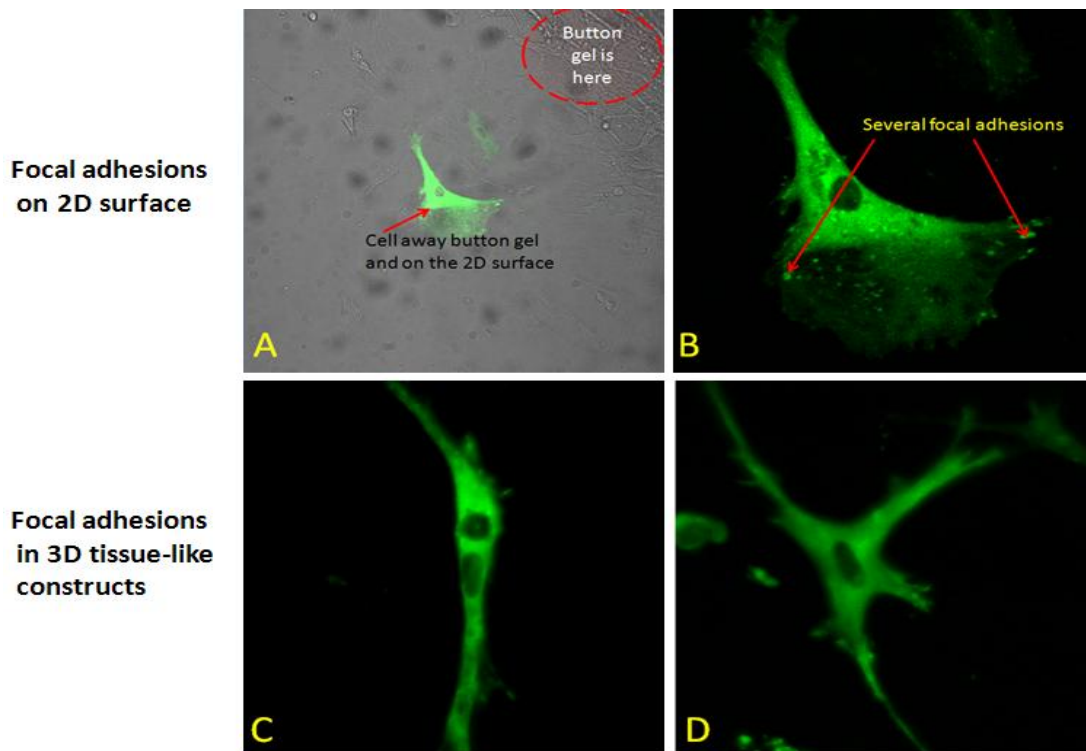 Focal adhesions
on 2D surface
Button
gel is
here
Cell away button gel
and on the 2D surface
A
Several focal adhesions
B
Focal adhesions
in 3D tissue-like
constructs
C
D